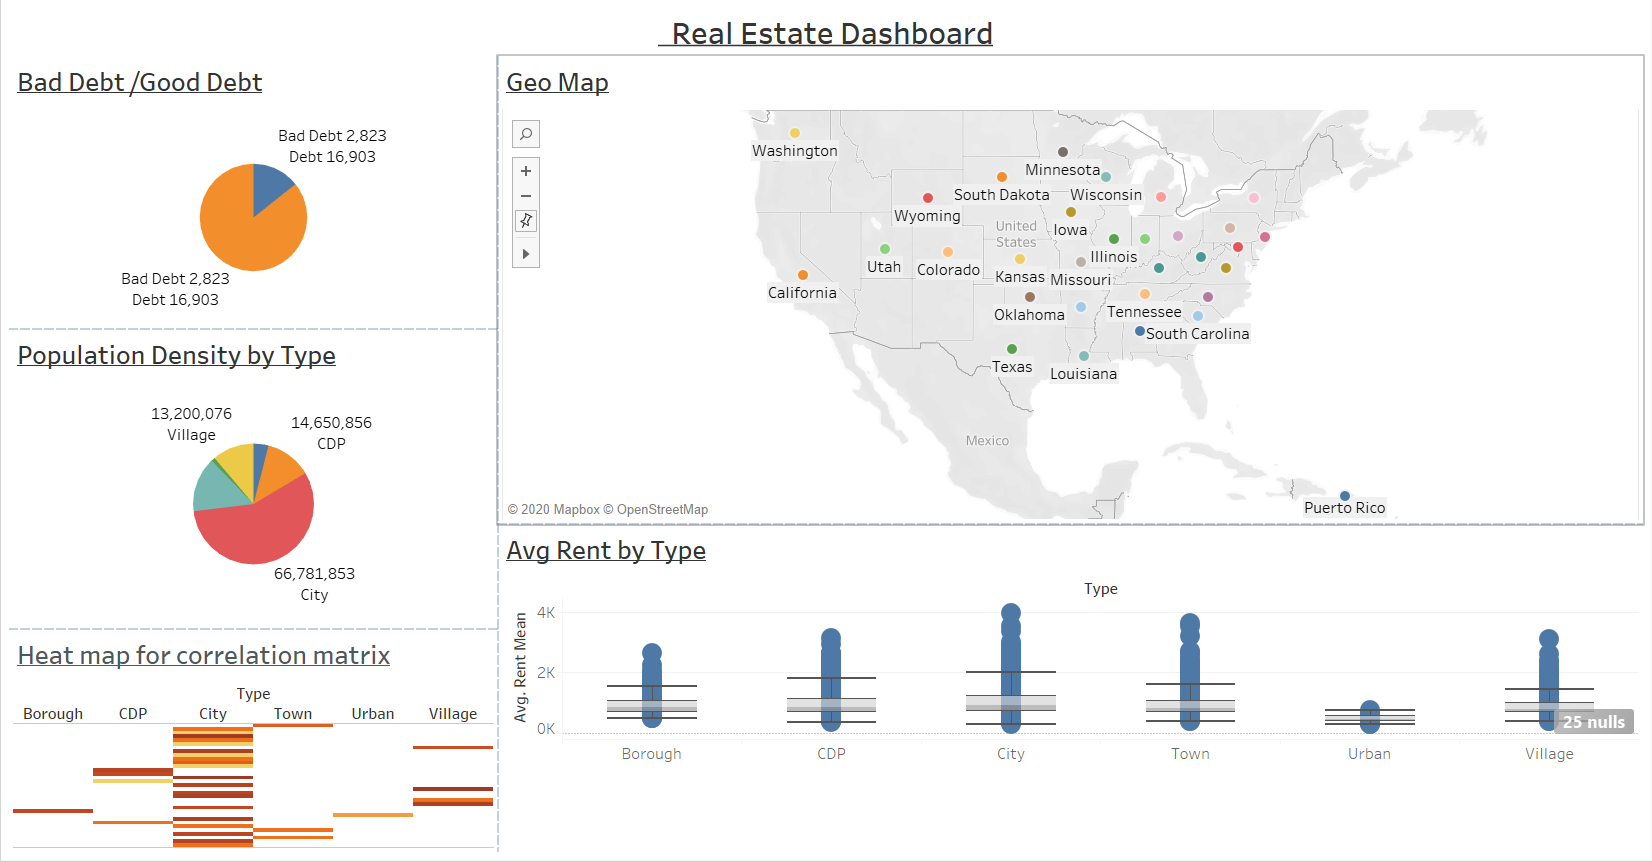 Real Estate Dashboard
Bad Debt /Good Debt
Bad Debt 2,823
Debt 16,903
Bad Debt 2,823
Debt 16,903
Population Density by Type
13,200,076
Village
14,650,856
CDP
66,781,853
City
Heat map for correlation matrix
Type
Borough CDP City Town Urban Village
Geo Map
Washington
Minnesota
South Dakota Wisconsin
Wyoming
United
States
Iowa
Illinois
Utah Colorado Kansas Missouri
California
Oklahoma Tennessee
South Carolina
Texas Louisiana
Mexico
Puerto Rico
© 2020 Mapbox © OpenStreetMap
Avg Rent by Type
Type
Avg. Rent Mean
4K
2K
0K
25 nulls
Borough CDP City Town Urban Village